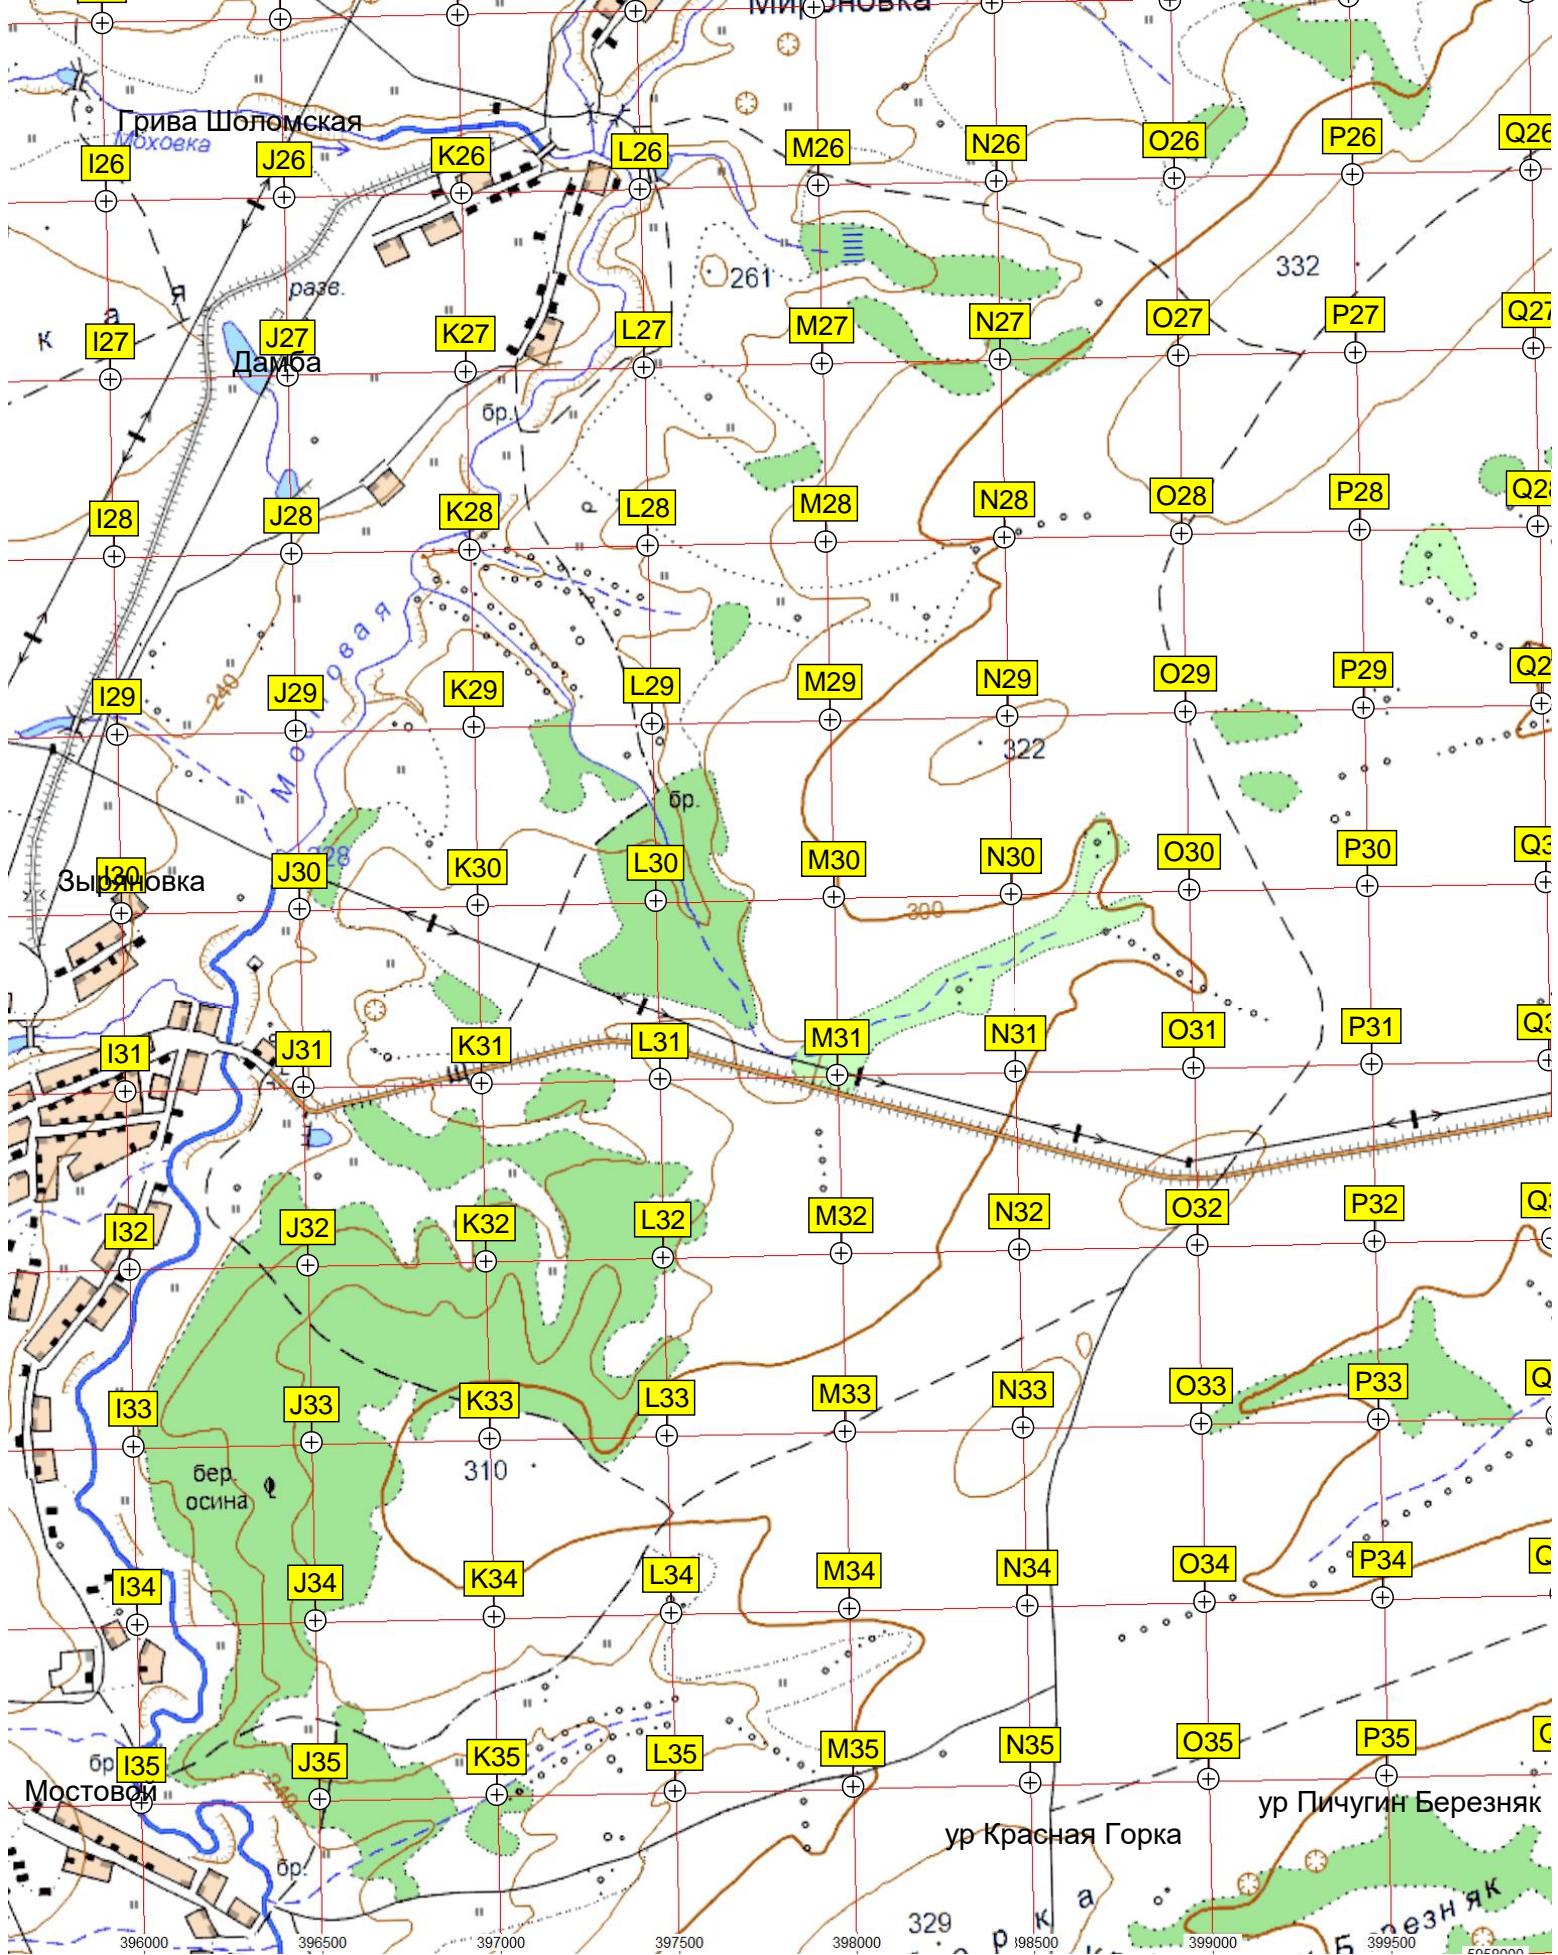 Мироновка
Грива Шоломская
Моховка
I26 J26 K26 L26 M26 N26 O26 P26 Q26
261
332
разв.
к а я
I27 J27 K27 L27 M27 N27 O27 P27 Q27
Дамба
бр.
I28 J28 K28 L28 M28 N28 O28 P28
240
I29 J29 K29 L29 M29 N29 O29 P29
322
бр.
I30 J30 K30 L30 M30 N30 O30 P30
Зыряновка
300
I31 J31 K31 L31 M31 N31 O31 P31
I32 J32 K32 L32 M32 N32 O32 P32
I33 J33 K33 L33 M33 N33 O33 P33
310
бер.
осина
I34 J34 K34 L34 M34 N34 O34 P34
I35 J35 K35 L35 M35 N35 O35 P35
бр.
Мостовой
240
ур Пичугин Березняк
ур Красная Горка
бр.
329
396000 396500 397000 397500 398000 398500 399000 399500